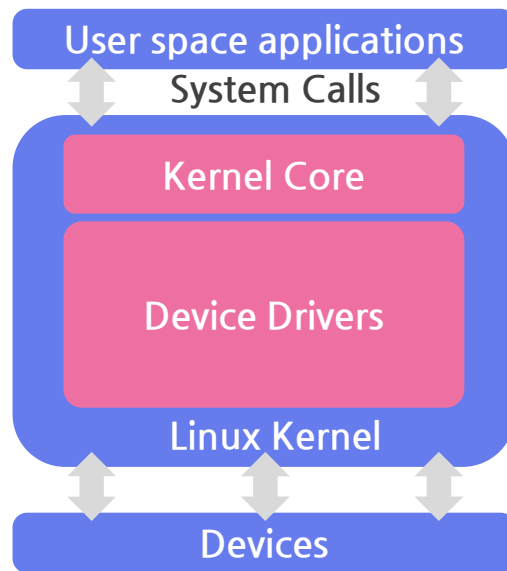 User space applications
System Calls
Kernel Core
Device Drivers
Linux Kernel
Devices